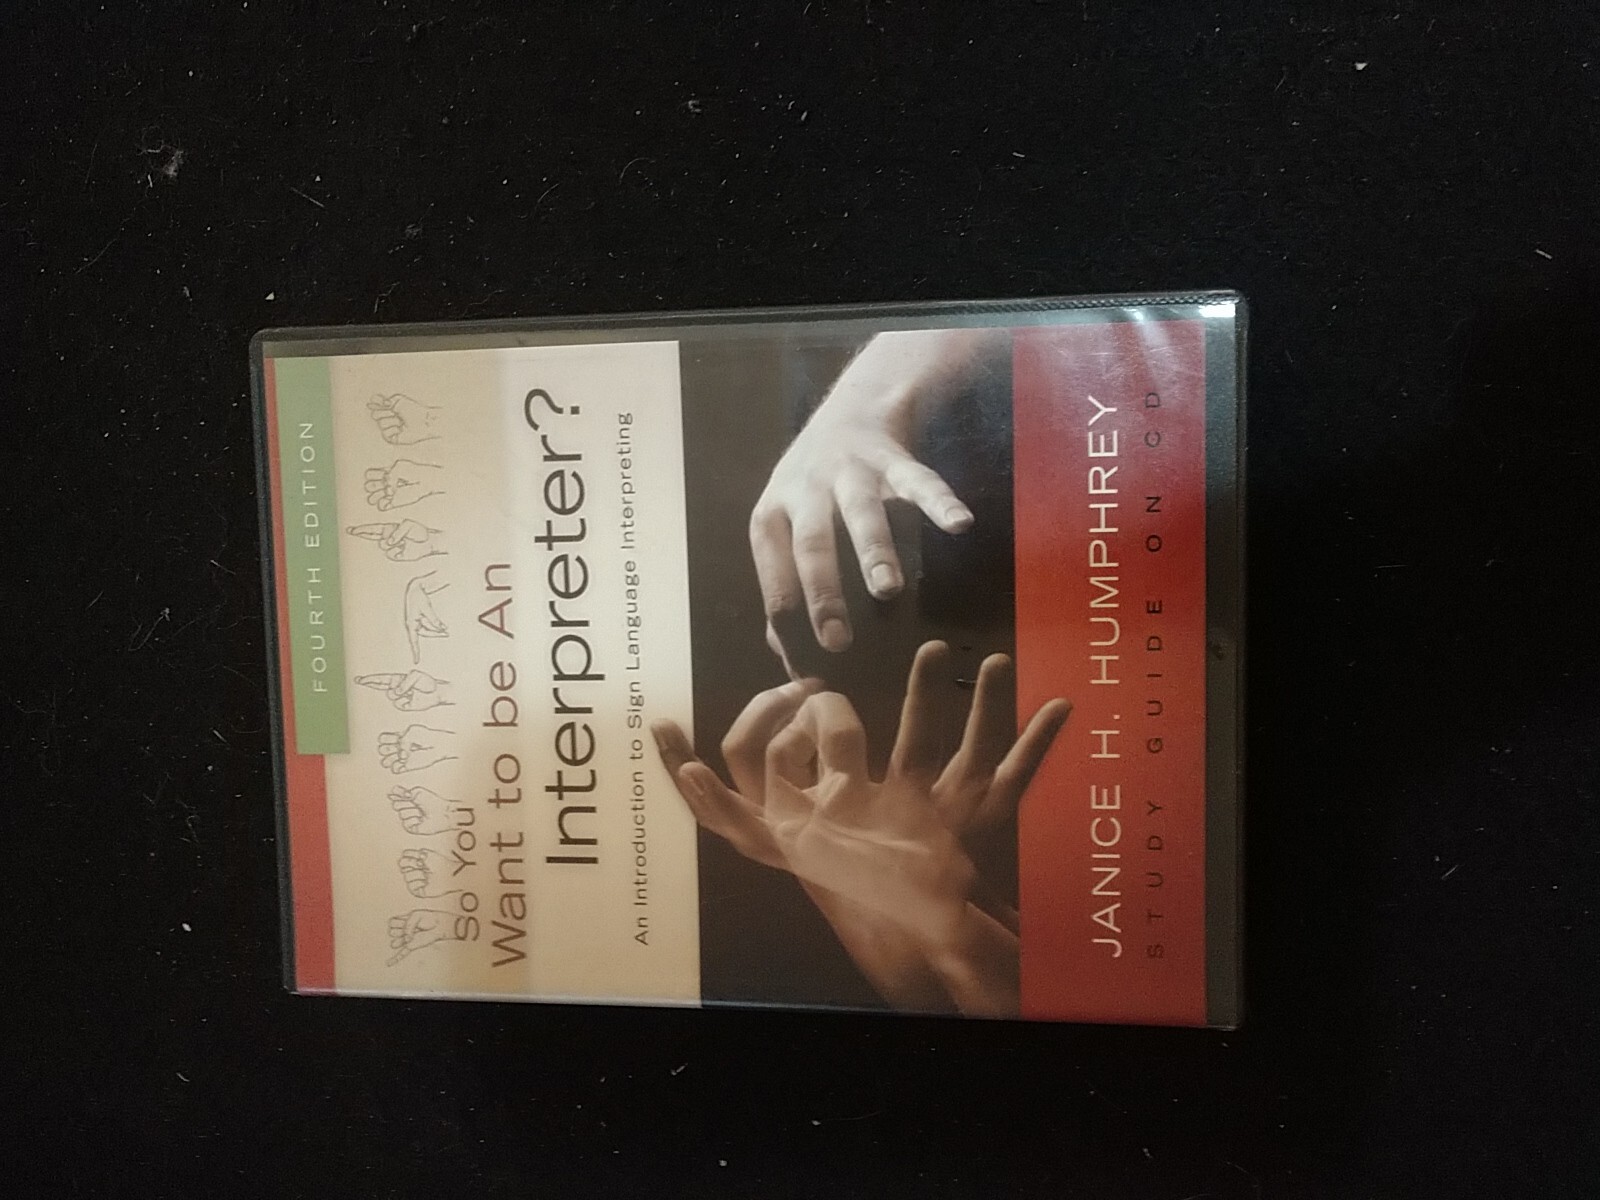 FOURTH EDITION
So You
Want to be An
Interpreter?
An Introduction to Sign Language Interpreting
JANICE H. HUMPHREY
STUDY GUIDE ON CD